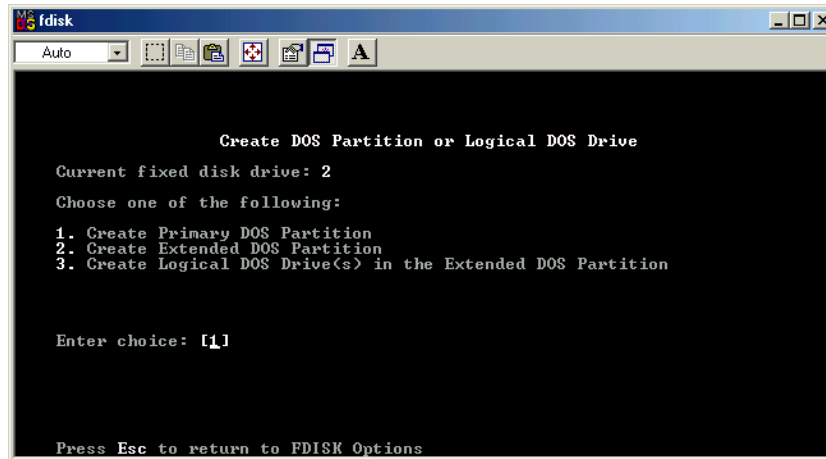 MS DOS fdisk
Auto
A
Create DOS Partition or Logical DOS Drive
Current fixed disk drive: 2
Choose one of the following:
1. Create Primary DOS Partition
2. Create Extended DOS Partition
3. Create Logical DOS Drive(s) in the Extended DOS Partition
Enter choice: [1]
Press Esc to return to FDISK Options